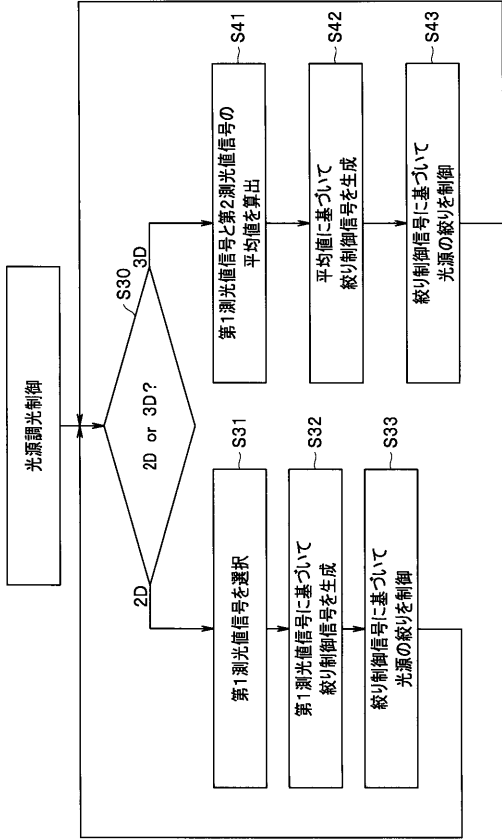 光源調光制御
S30
2D or 3D?
2D
3D
S31
第1測光値信号を選択
S32
第1測光値信号に基づいて
絞り制御信号を生成
S33
絞り制御信号に基づいて
光源の絞りを制御
S41
第1測光値信号と第2測光値信号の
平均値を算出
S42
平均値に基づいて
絞り制御信号を生成
S43
絞り制御信号に基づいて
光源の絞りを制御